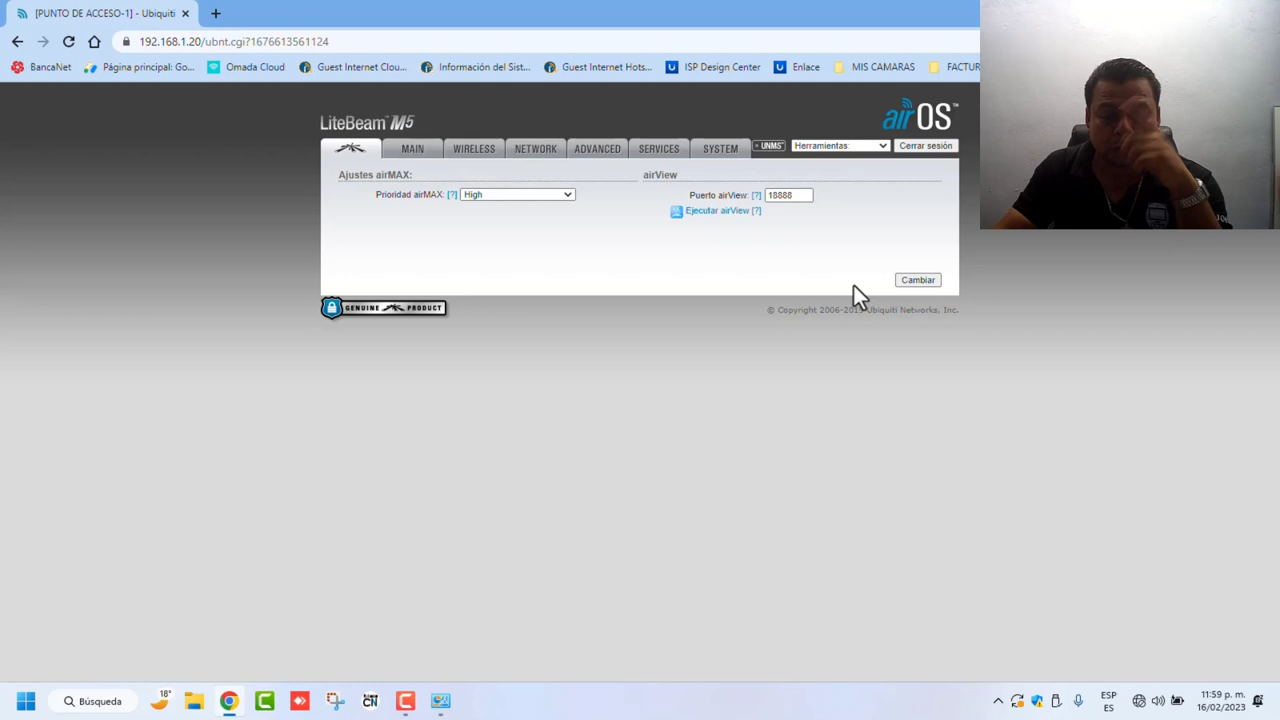 [PUNTO DE ACCESO-1] - Ubiquiti
192.168.1.20/ubnt.cgi?1676613561124
BancaNet
Página principal: Go...
Omada Cloud
Guest Internet Clou...
Información del Sist...
Guest Internet Hots...
ISP Design Center
Enlace
MIS CAMARAS
FACTUR
LiteBeam M5
airOS™
MAIN
WIRELESS
NETWORK
ADVANCED
SERVICES
SYSTEM
UNMS
Herramientas:
Cerrar sesión
Ajustes airMAX:
Prioridad airMAX: [?] High
airView
Puerto airView: [?] 18888
Ejecutar airView [?]
Cambiar
GENUINE PRODUCT
© Copyright 2006-2019 Ubiquiti Networks, Inc.
18°
Búsqueda
CN
ESP
ES
11:59 p. m.
16/02/2023